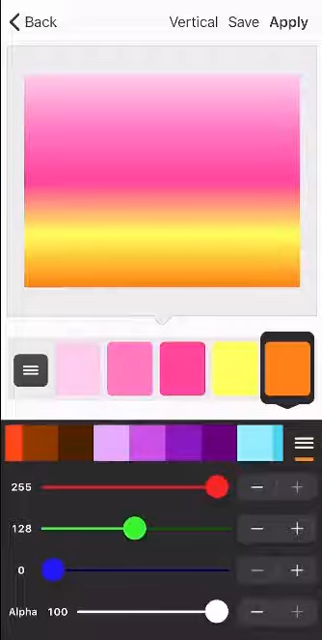 Back Vertical Save Apply
255 − +
128 − +
0 − +
Alpha 100 − +